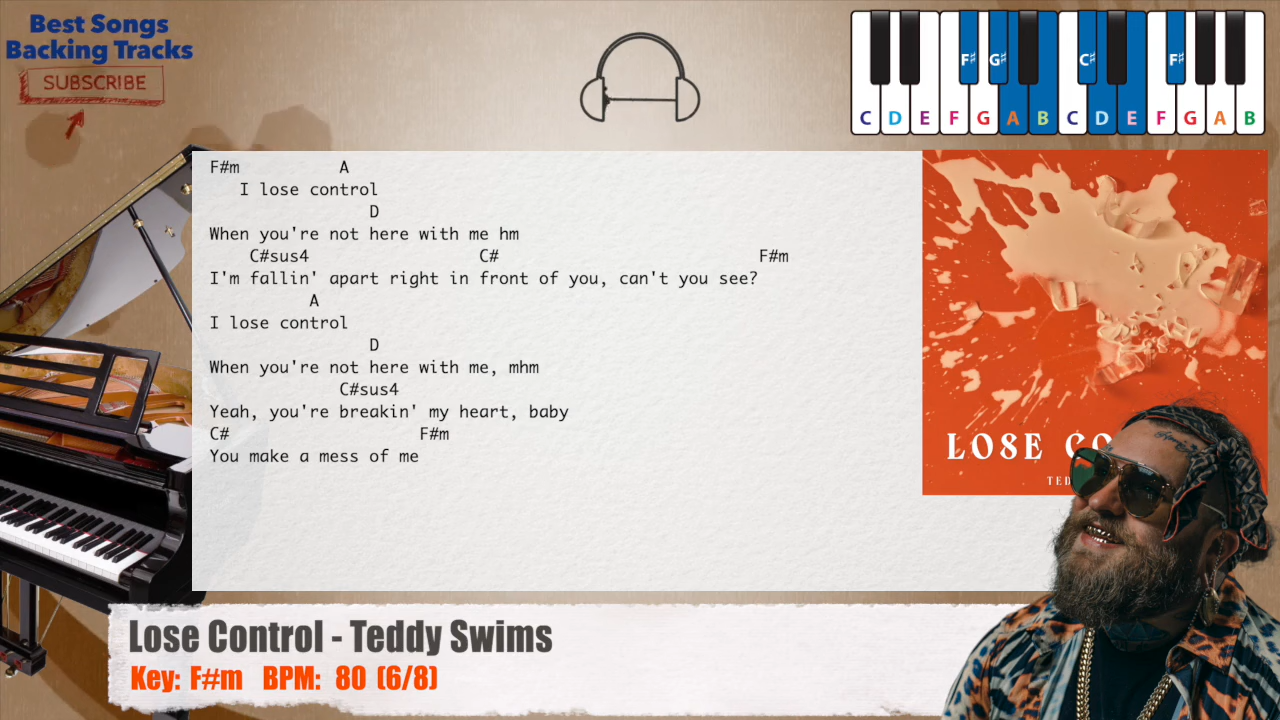 Best Songs
Backing Tracks
SUBSCRIBE
F# G# C# F#
C D E F G A B C D E F G A B
F#m          A
   I lose control
                D
When you're not here with me hm
    C#sus4                 C#                          F#m
I'm fallin' apart right in front of you, can't you see?
          A
I lose control
                D
When you're not here with me, mhm
             C#sus4
Yeah, you're breakin' my heart, baby
C#                   F#m
You make a mess of me
LOSE CO
TED
Lose Control - Teddy Swims
Key: F#m BPM: 80 (6/8)